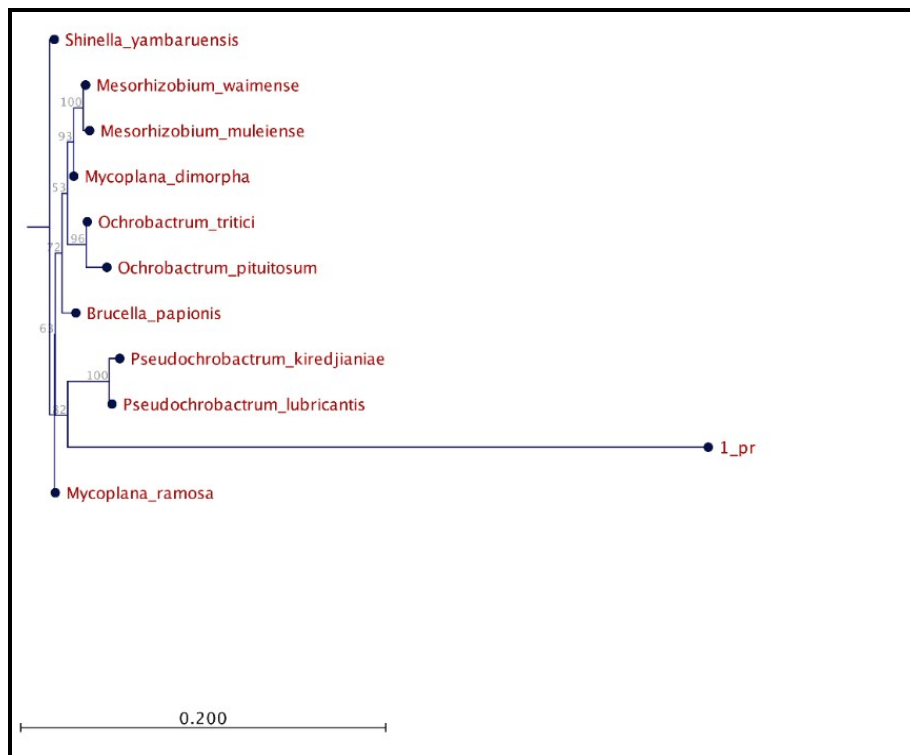 Shinella_yambaruensis
Mesorhizobium_waimense
100
Mesorhizobium_muleiense
93
Mycoplana_dimorpha
53
Ochrobactrum_tritici
96
72
Ochrobactrum_pituitosum
Brucella_papionis
63
Pseudochrobactrum_kiredjianiae
100
Pseudochrobactrum_lubricantis
1_pr
Mycoplana_ramosa
0.200